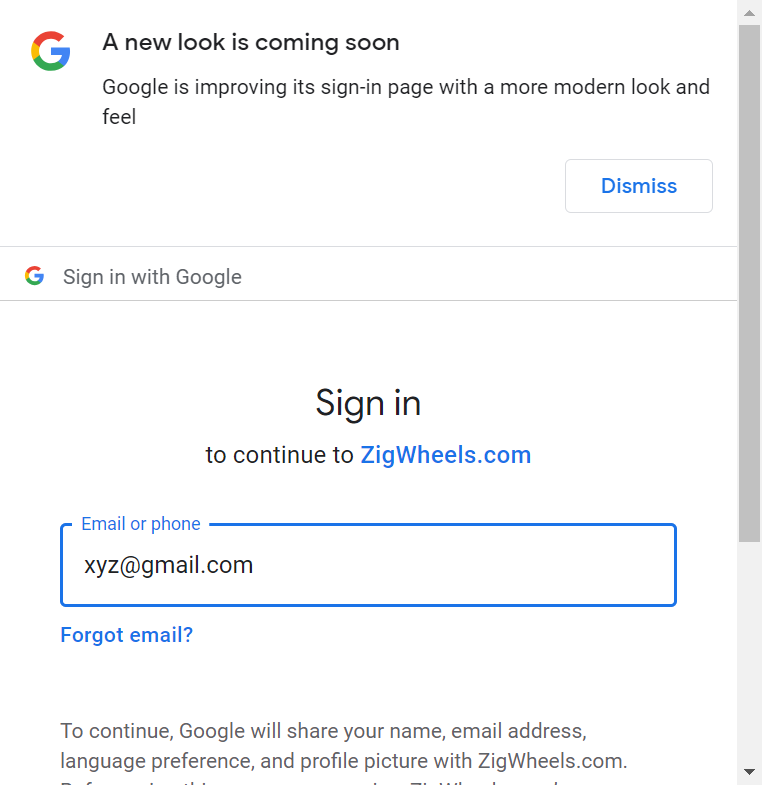 A new look is coming soon
Google is improving its sign-in page with a more modern look and
feel
Dismiss
Sign in with Google
Sign in
to continue to ZigWheels.com
Email or phone
xyz@gmail.com
Forgot email?
To continue, Google will share your name, email address,
language preference, and profile picture with ZigWheels.com.